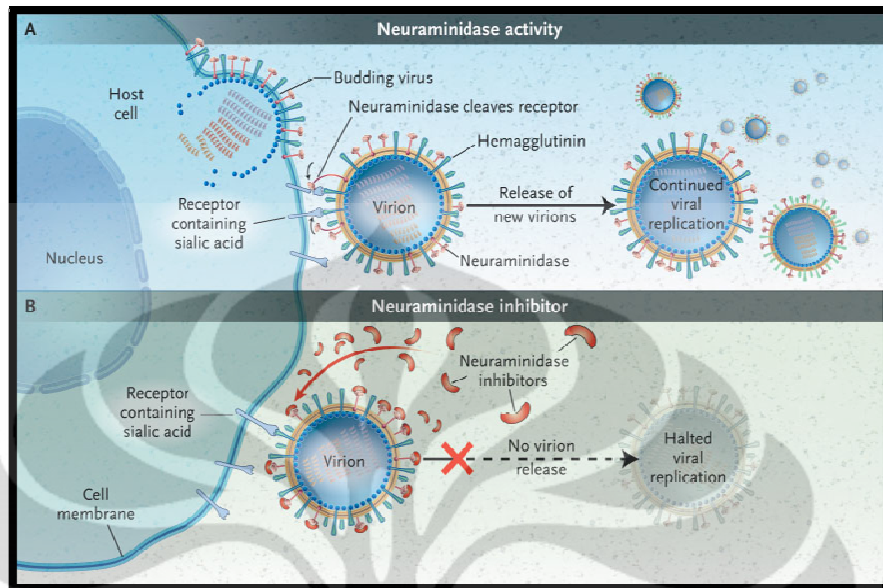 A
Neuraminidase activity
Host
cell
Budding virus
Neuraminidase cleaves receptor
Hemagglutinin
Receptor
containing
sialic acid
Virion
Release of
new virions
Continued
viral
replication
Nucleus
Neuraminidase
B
Neuraminidase inhibitor
Receptor
containing
sialic acid
Neuraminidase
inhibitors
Virion
No virion
release
Halted
viral
replication
Cell
membrane